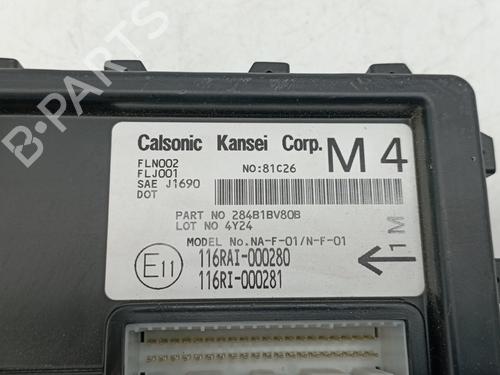 B-PARTS
Calsonic Kansei Corp. M 4
FLN002
FLJ001 NO:81C26
SAE J1690
DOT
PART NO 284B1BV80B
LOT NO 4Y24
MODEL No.NA-F-01/N-F-01
E11 116RAI-000280
116RI-000281
1M